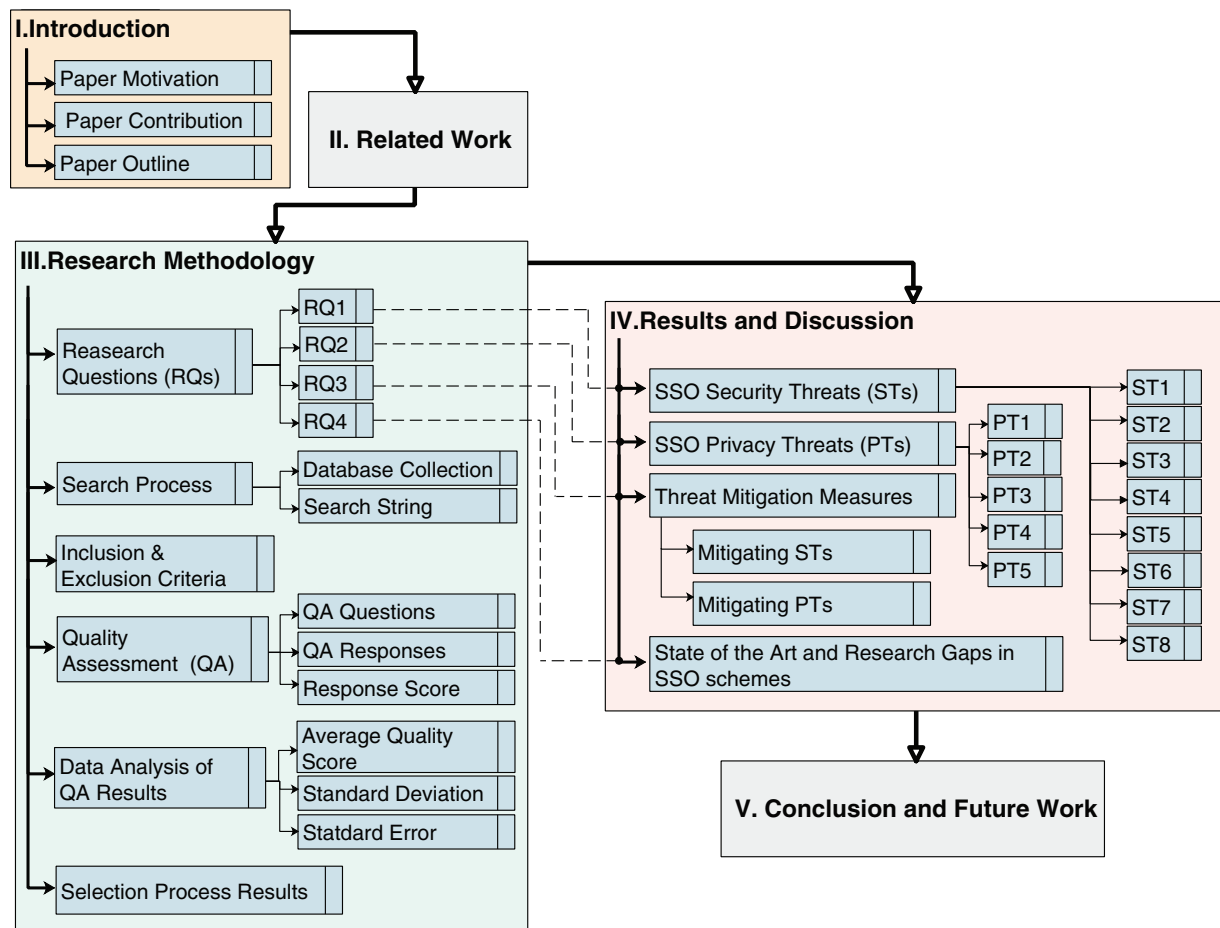 I.Introduction
Paper Motivation
Paper Contribution
Paper Outline
II. Related Work
III.Research Methodology
Reasearch
Questions (RQs)
RQ1
RQ2
RQ3
RQ4
Search Process
Database Collection
Search String
Inclusion &
Exclusion Criteria
Quality
Assessment (QA)
QA Questions
QA Responses
Response Score
Data Analysis of
QA Results
Average Quality
Score
Standard Deviation
Statdard Error
Selection Process Results
IV.Results and Discussion
SSO Security Threats (STs)
ST1
ST2
ST3
ST4
ST5
ST6
ST7
ST8
SSO Privacy Threats (PTs)
PT1
PT2
PT3
PT4
PT5
Threat Mitigation Measures
Mitigating STs
Mitigating PTs
State of the Art and Research Gaps in
SSO schemes
V. Conclusion and Future Work